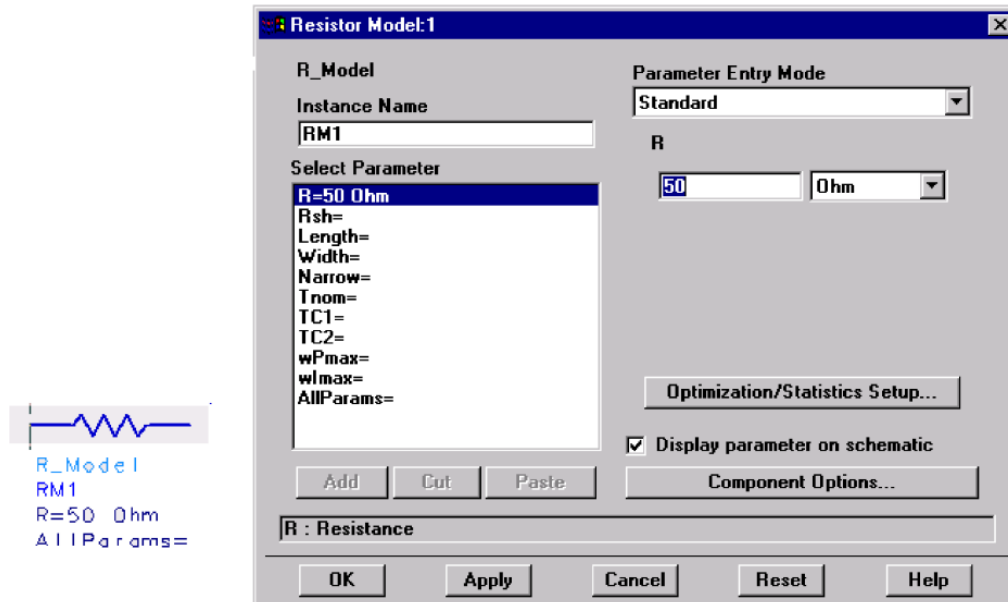 Resistor Model:1
R_Model
Instance Name
RM1
Select Parameter
R=50 Ohm
Rsh=
Length=
Width=
Narrow=
Tnom=
TC1=
TC2=
wPmax=
wImax=
AllParams=
Add Cut Paste
Parameter Entry Mode
Standard
R
50 Ohm
Optimization/Statistics Setup...
Display parameter on schematic
Component Options...
R : Resistance
OK Apply Cancel Reset Help
R_Model
RM1
R=50 Ohm
AllParams=